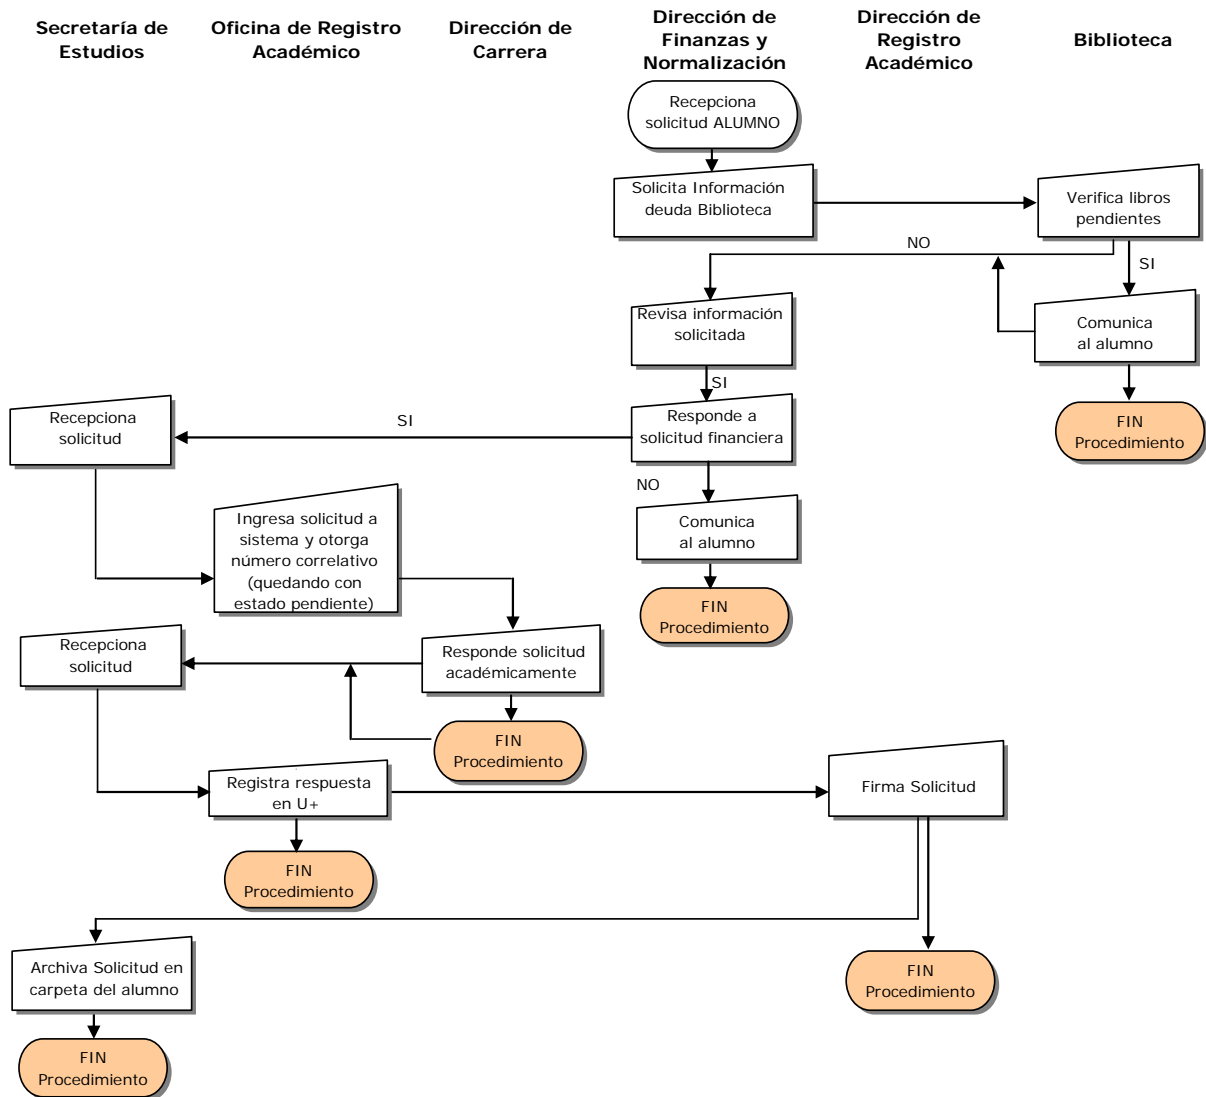 Secretaría de
Estudios
Oficina de Registro
Académico
Dirección de
Carrera
Dirección de
Finanzas y
Normalización
Dirección de
Registro
Académico
Biblioteca
Recepciona
solicitud ALUMNO
Solicita Información
deuda Biblioteca
Verifica libros
pendientes
NO
SI
Revisa información
solicitada
Comunica
al alumno
SI
Recepciona
solicitud
SI
Responde a
solicitud financiera
FIN
Procedimiento
NO
Ingresa solicitud a
sistema y otorga
número correlativo
(quedando con
estado pendiente)
Comunica
al alumno
FIN
Procedimiento
Recepciona
solicitud
Responde solicitud
académicamente
FIN
Procedimiento
Registra respuesta
en U+
Firma Solicitud
FIN
Procedimiento
Archiva Solicitud en
carpeta del alumno
FIN
Procedimiento
FIN
Procedimiento